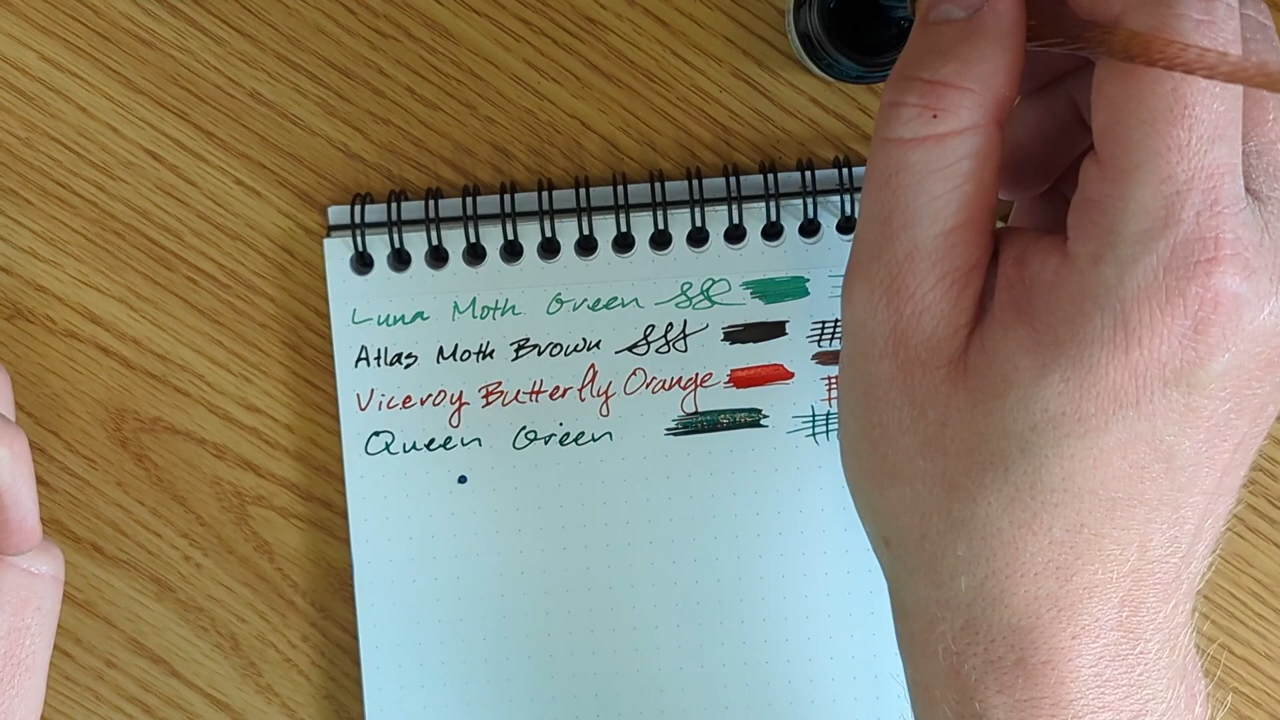 Luna Moth Green
Atlas Moth Brown
Viceroy Butterfly Orange
Queen Green